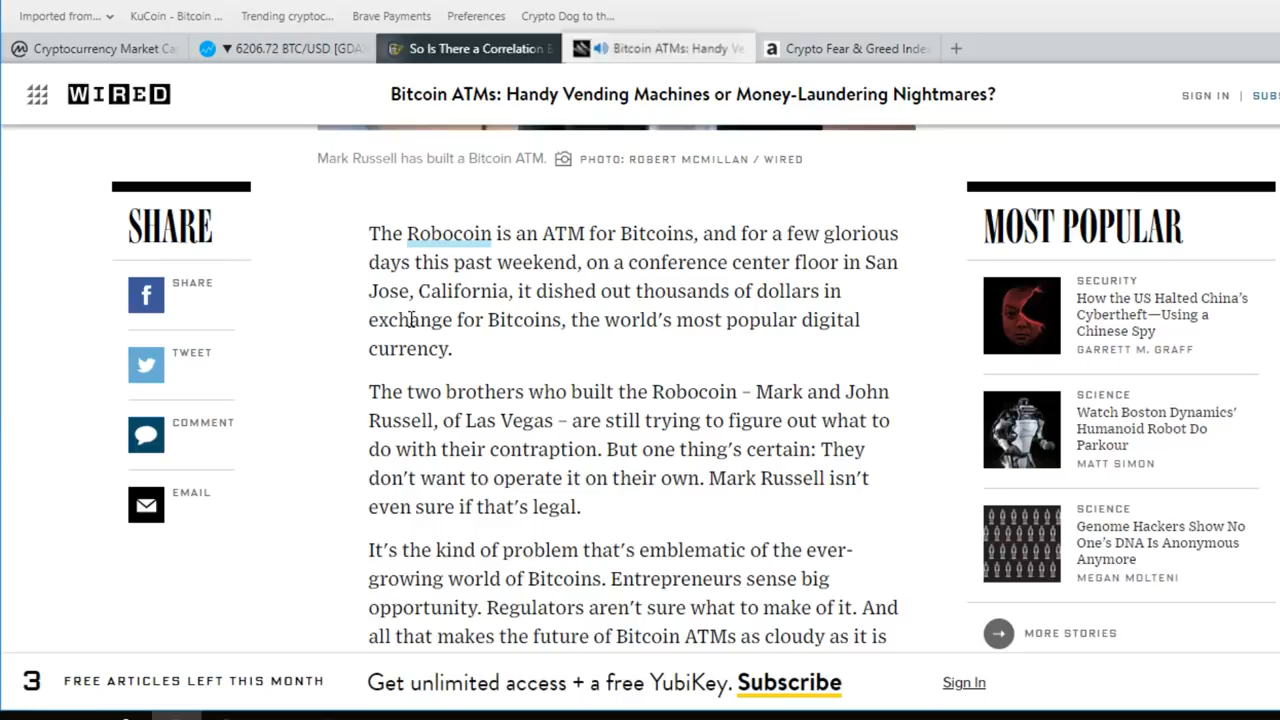 Imported from...
KuCoin - Bitcoin ...
Trending cryptoc...
Brave Payments
Preferences
Crypto Dog to th...
Cryptocurrency Market Ca
▼ 6206.72 BTC/USD [GDA
So Is There a Correlation
Bitcoin ATMs: Handy Ve
Crypto Fear & Greed Inde
WIRED
Bitcoin ATMs: Handy Vending Machines or Money-Laundering Nightmares?
SIGN IN | SUBS
Mark Russell has built a Bitcoin ATM. PHOTO: ROBERT MCMILLAN / WIRED
SHARE
SHARE
TWEET
COMMENT
EMAIL
The Robocoin is an ATM for Bitcoins, and for a few glorious
days this past weekend, on a conference center floor in San
Jose, California, it dished out thousands of dollars in
exchange for Bitcoins, the world's most popular digital
currency.
The two brothers who built the Robocoin – Mark and John
Russell, of Las Vegas – are still trying to figure out what to
do with their contraption. But one thing's certain: They
don't want to operate it on their own. Mark Russell isn't
even sure if that's legal.
It's the kind of problem that's emblematic of the ever-
growing world of Bitcoins. Entrepreneurs sense big
opportunity. Regulators aren't sure what to make of it. And
all that makes the future of Bitcoin ATMs as cloudy as it is
MOST POPULAR
SECURITY
How the US Halted China's
Cybertheft—Using a
Chinese Spy
GARRETT M. GRAFF
SCIENCE
Watch Boston Dynamics'
Humanoid Robot Do
Parkour
MATT SIMON
SCIENCE
Genome Hackers Show No
One's DNA Is Anonymous
Anymore
MEGAN MOLTENI
MORE STORIES
3 FREE ARTICLES LEFT THIS MONTH
Get unlimited access + a free YubiKey. Subscribe
Sign In